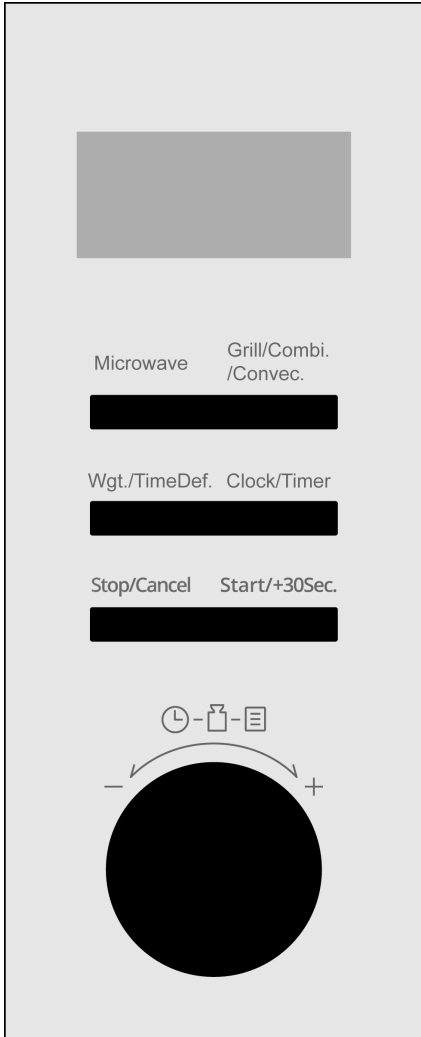 Microwave
Grill/Combi.
/Convec.
Wgt./TimeDef. Clock/Timer
Stop/Cancel Start/+30Sec.
- +